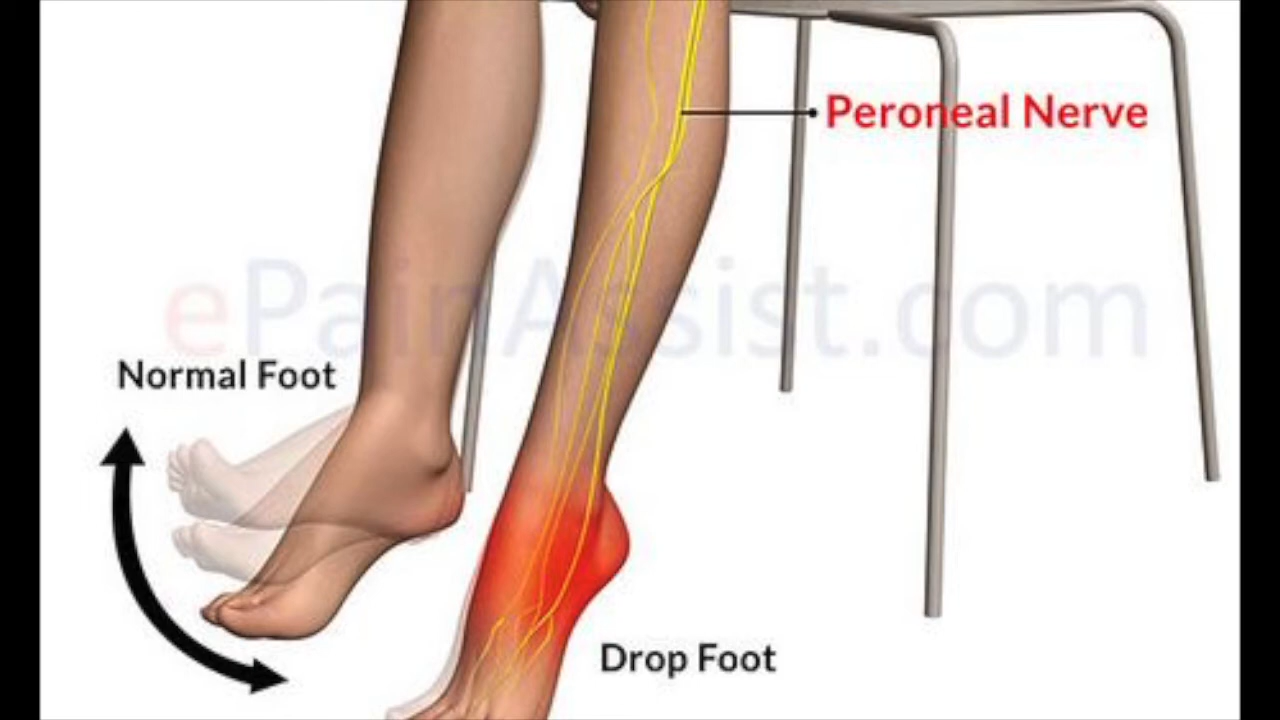 Peroneal Nerve
ePainAssist.com
Normal Foot
Drop Foot